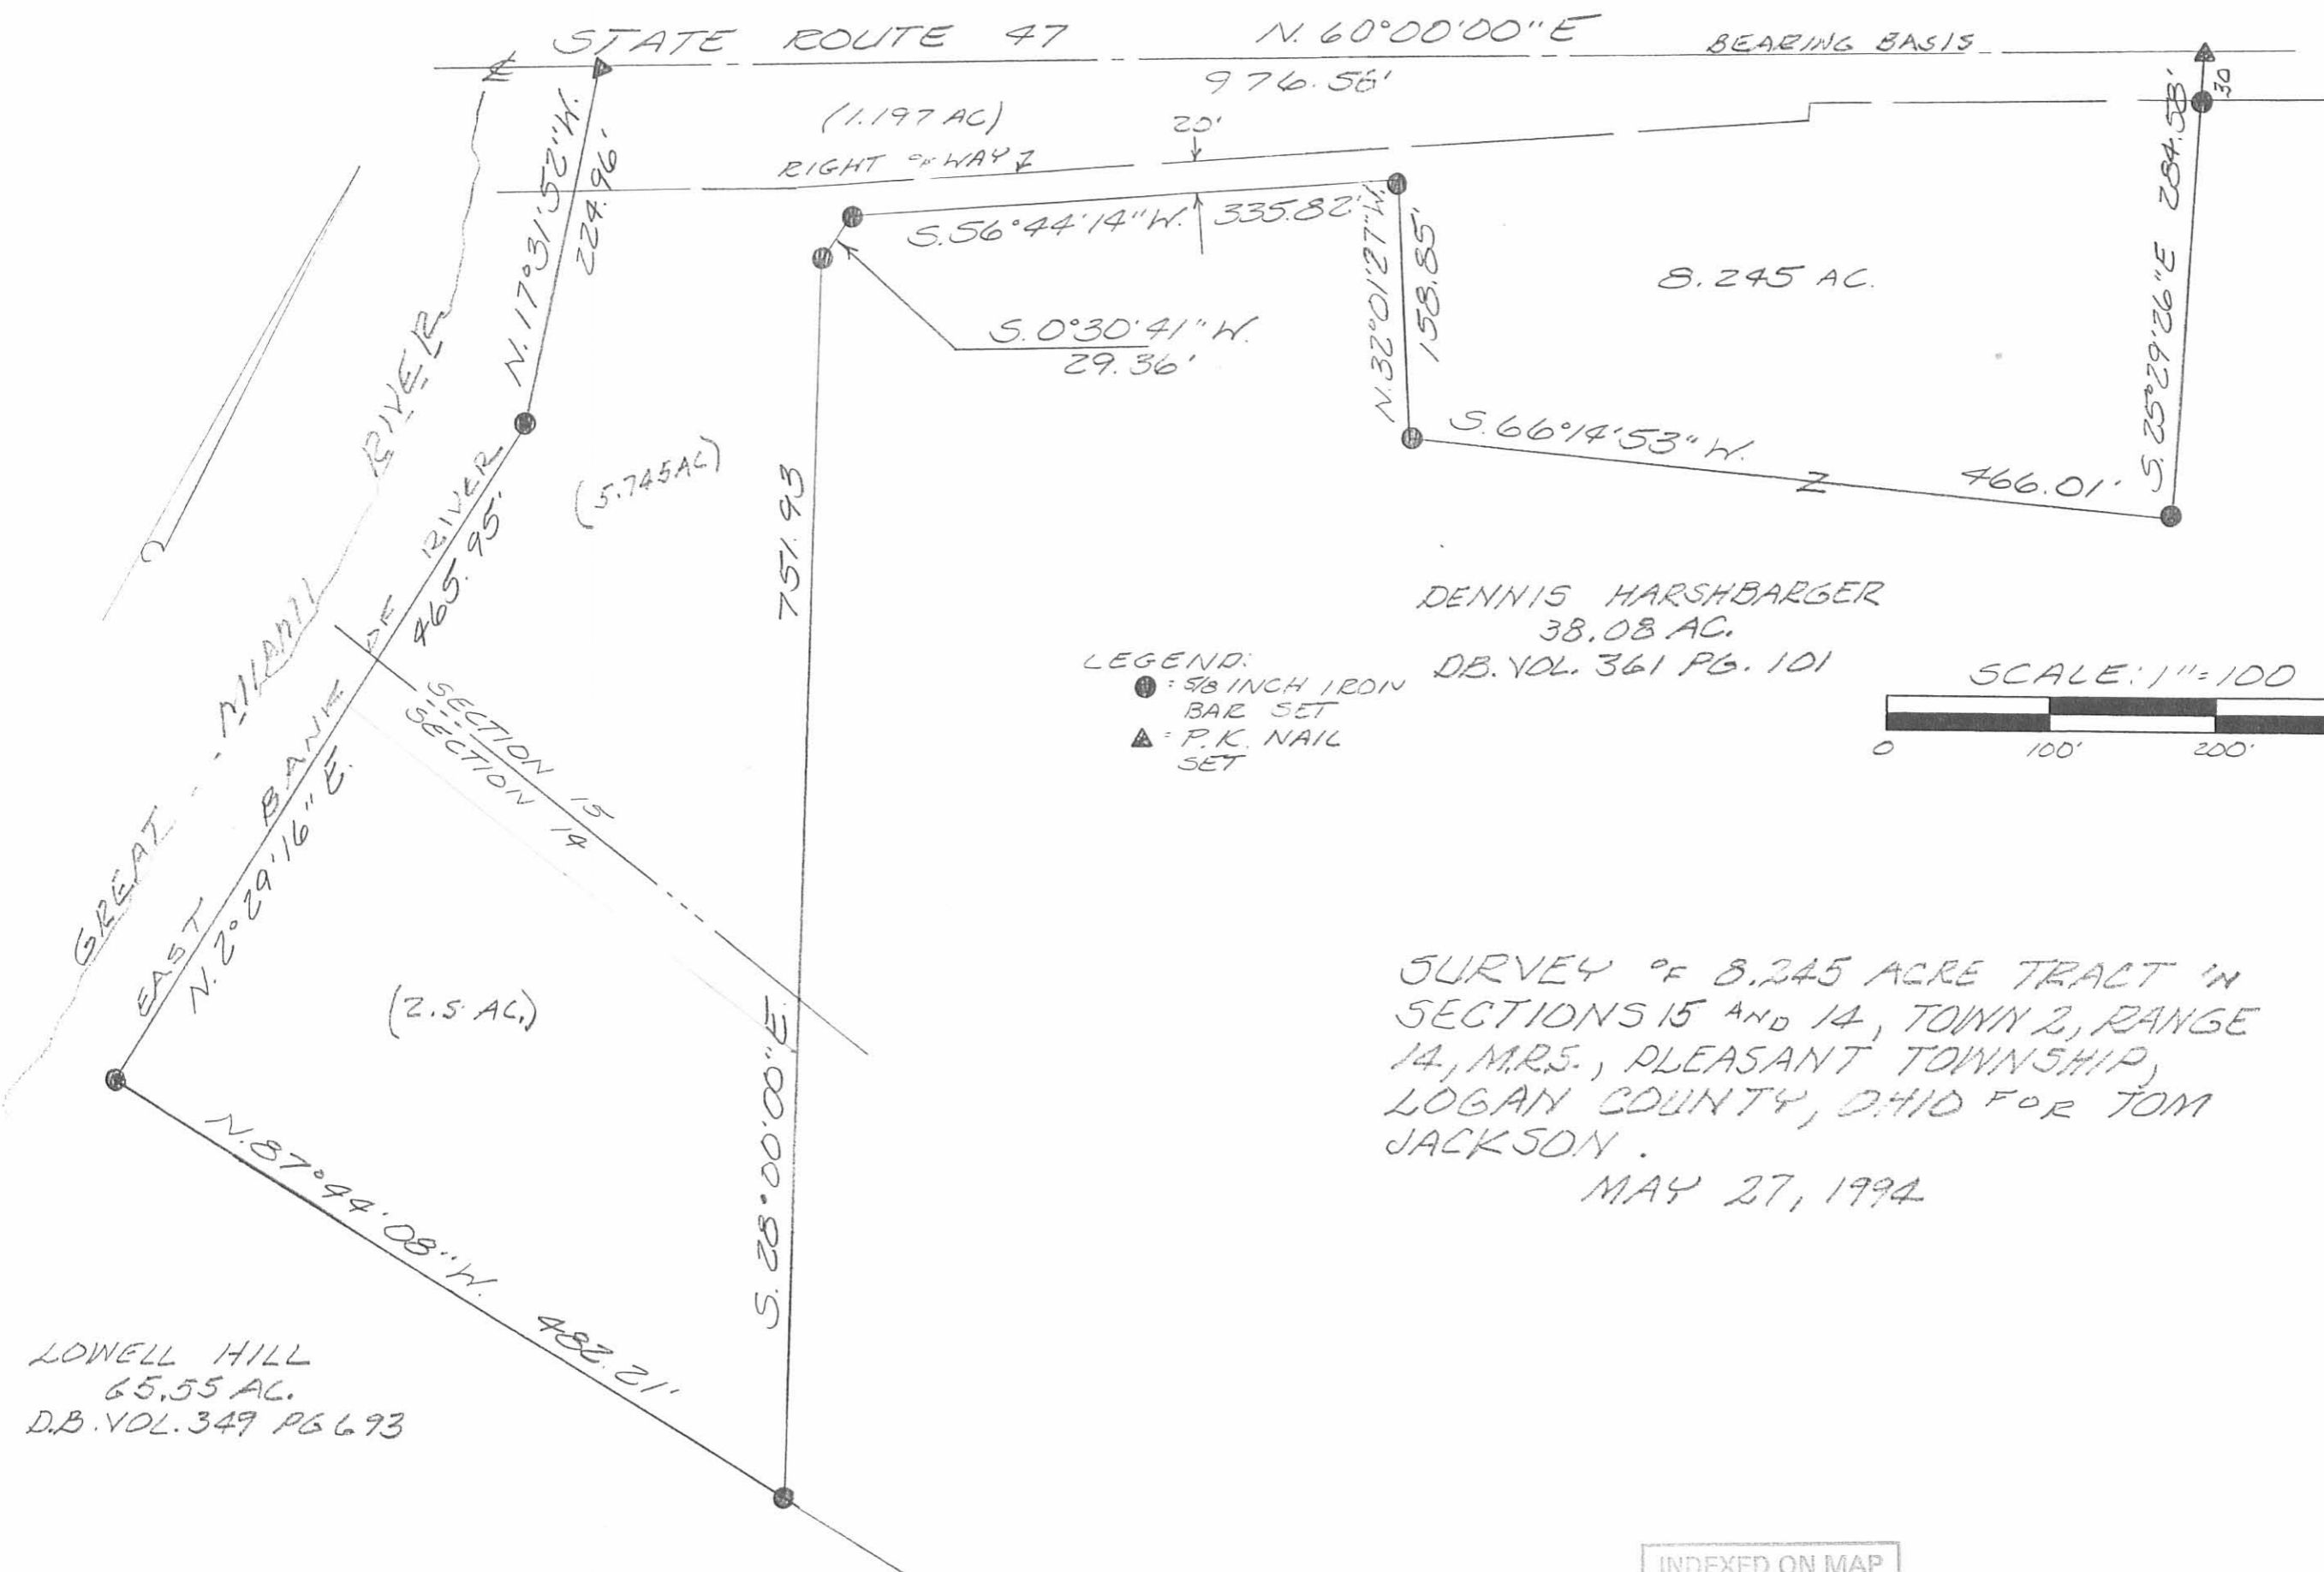 STATE ROUTE 47
N. 60°00'00" E
BEARING BASIS
976.58'
(1.197 AC)
20'
30
RIGHT OF WAY
N. 17°31'52" W.
224.96'
S. 56°44'14" W. 335.82'
S. 0°30'41" W.
29.36'
N. 32°01'27" W.
158.85'
8.245 AC.
S. 25°29'26" E 284.58'
S. 66°14'53" W. 466.01'
Z
GREAT MIAMI RIVER
EAST BANK OF RIVER
N. 2°29'16" E. 465.95'
(5.745 AC)
751.93
S. 28°00'00" E.
SECTION 15
SECTION 14
(2.5 AC.)
N. 87°44'08" W. 482.21'
DENNIS HARSHBARGER
38.08 AC.
DB. VOL. 361 PG. 101
LEGEND:
= 5/8 INCH IRON
BAR SET
= P.K. NAIL
SET
SCALE: 1"=100
0 100' 200'
SURVEY OF 8.245 ACRE TRACT IN
SECTIONS 15 AND 14, TOWN 2, RANGE
14, M.R.S., PLEASANT TOWNSHIP,
LOGAN COUNTY, OHIO FOR TOM
JACKSON.
MAY 27, 1994
LOWELL HILL
65.55 AC.
D.B. VOL. 349 PG 693
INDEXED ON MAP